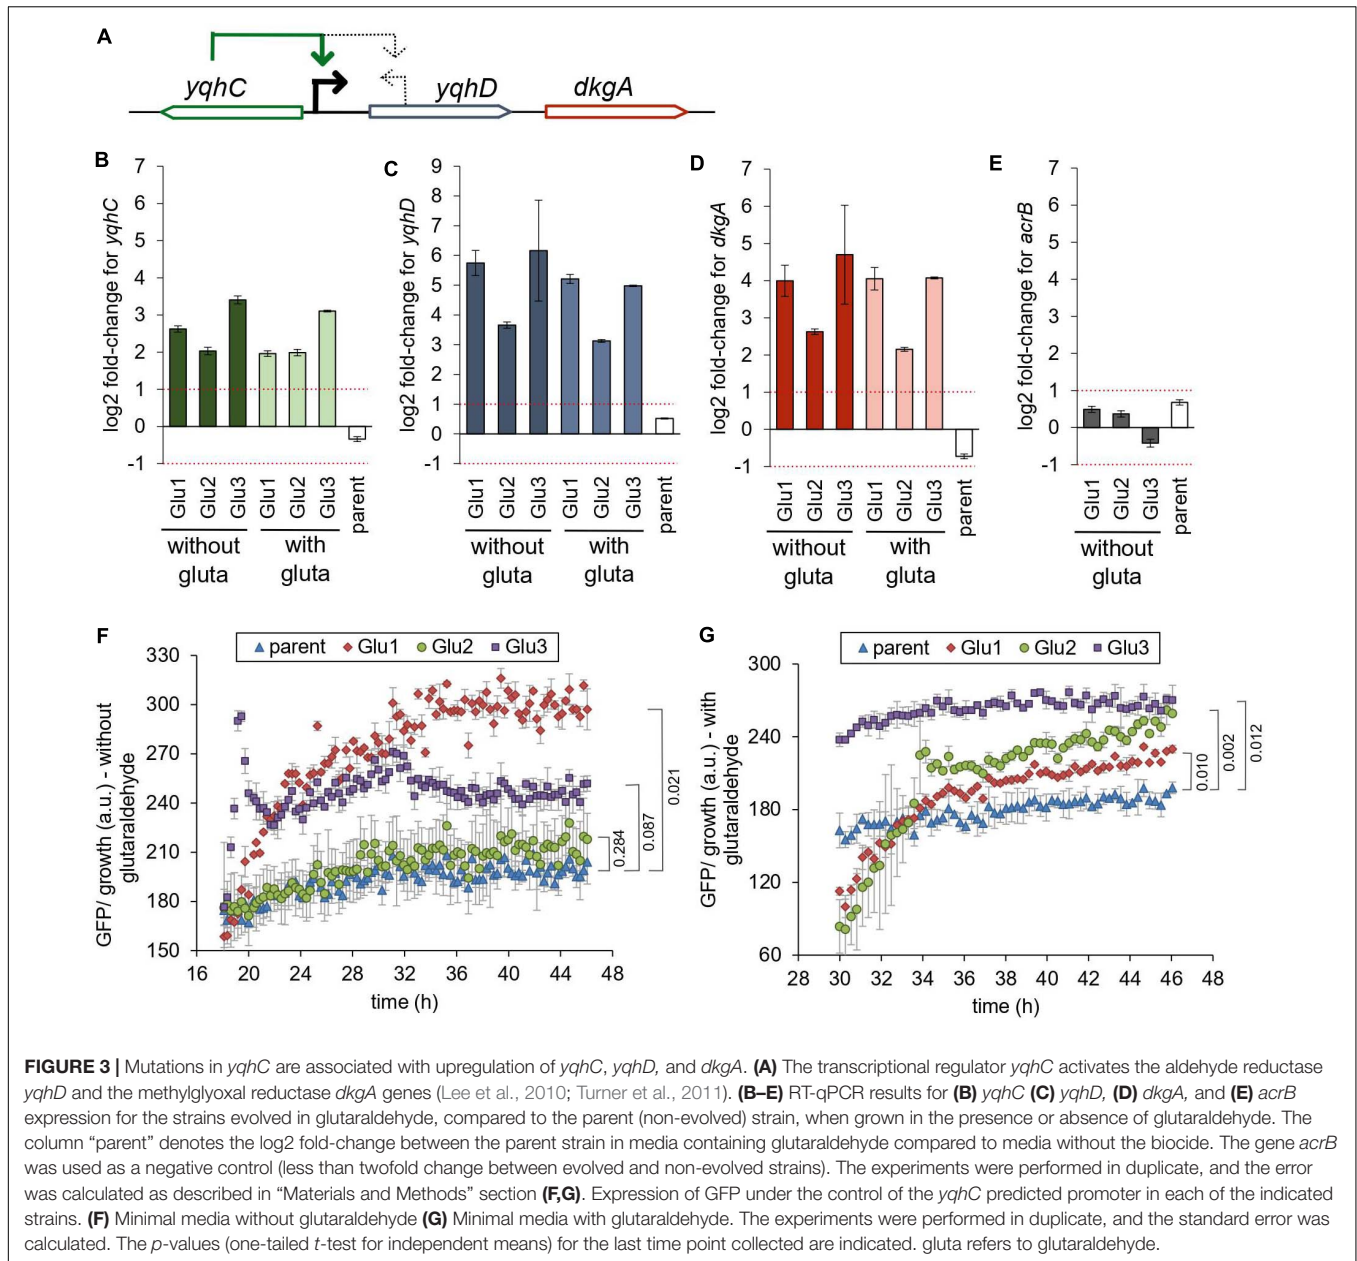 A
yqhC
yqhD
dkgA
B
log2 fold-change for yqhC
7
6
5
4
3
2
1
0
-1
Glu1
Glu2
Glu3
Glu1
Glu2
Glu3
parent
without
gluta
with
gluta
C
log2 fold-change for yqhD
9
8
7
6
5
4
3
2
1
0
-1
Glu1
Glu2
Glu3
Glu1
Glu2
Glu3
parent
without
gluta
with
gluta
D
log2 fold-change for dkgA
7
6
5
4
3
2
1
0
-1
Glu1
Glu2
Glu3
Glu1
Glu2
Glu3
parent
without
gluta
with
gluta
E
log2 fold-change for acrB
7
6
5
4
3
2
1
0
-1
Glu1
Glu2
Glu3
parent
without
gluta
F
parent Glu1 Glu2 Glu3
GFP/ growth (a.u.) - without
glutaraldehyde
330
300
270
240
210
180
150
16 20 24 28 32 36 40 44 48
time (h)
0.284
0.087
0.021
G
parent Glu1 Glu2 Glu3
GFP/ growth (a.u.) - with
glutaraldehyde
300
240
180
120
60
28 30 32 34 36 38 40 42 44 46 48
time (h)
0.010
0.002
0.012
FIGURE 3 | Mutations in yqhC are associated with upregulation of yqhC, yqhD, and dkgA. (A) The transcriptional regulator yqhC activates the aldehyde reductase
yqhD and the methylglyoxal reductase dkgA genes (Lee et al., 2010; Turner et al., 2011). (B–E) RT-qPCR results for (B) yqhC (C) yqhD, (D) dkgA, and (E) acrB
expression for the strains evolved in glutaraldehyde, compared to the parent (non-evolved) strain, when grown in the presence or absence of glutaraldehyde. The
column “parent” denotes the log2 fold-change between the parent strain in media containing glutaraldehyde compared to media without the biocide. The gene acrB
was used as a negative control (less than twofold change between evolved and non-evolved strains). The experiments were performed in duplicate, and the error
was calculated as described in “Materials and Methods” section (F,G). Expression of GFP under the control of the yqhC predicted promoter in each of the indicated
strains. (F) Minimal media without glutaraldehyde (G) Minimal media with glutaraldehyde. The experiments were performed in duplicate, and the standard error was
calculated. The p-values (one-tailed t-test for independent means) for the last time point collected are indicated. gluta refers to glutaraldehyde.